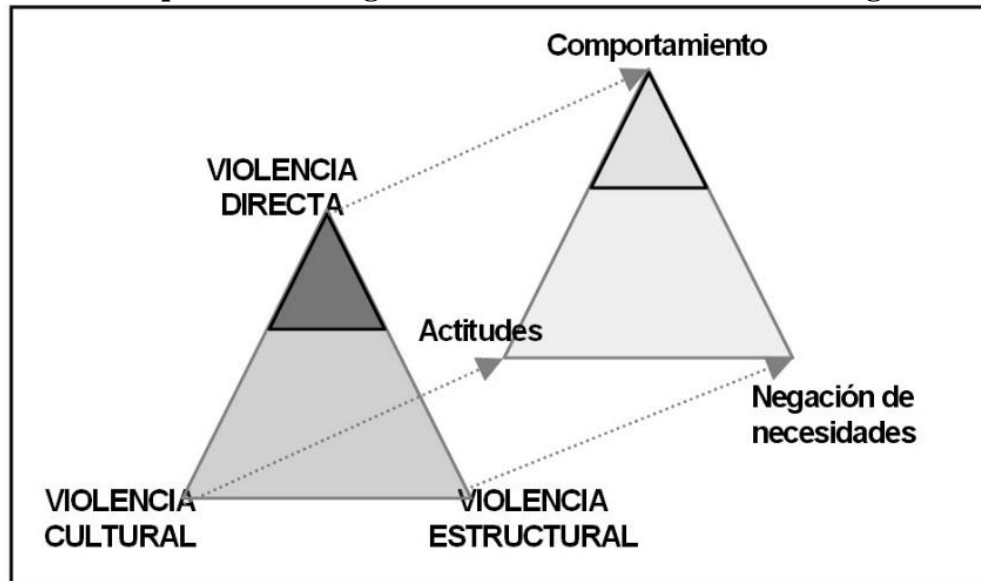 Comportamiento
VIOLENCIA
DIRECTA
Actitudes
Negación de
necesidades
VIOLENCIA
CULTURAL
VIOLENCIA
ESTRUCTURAL